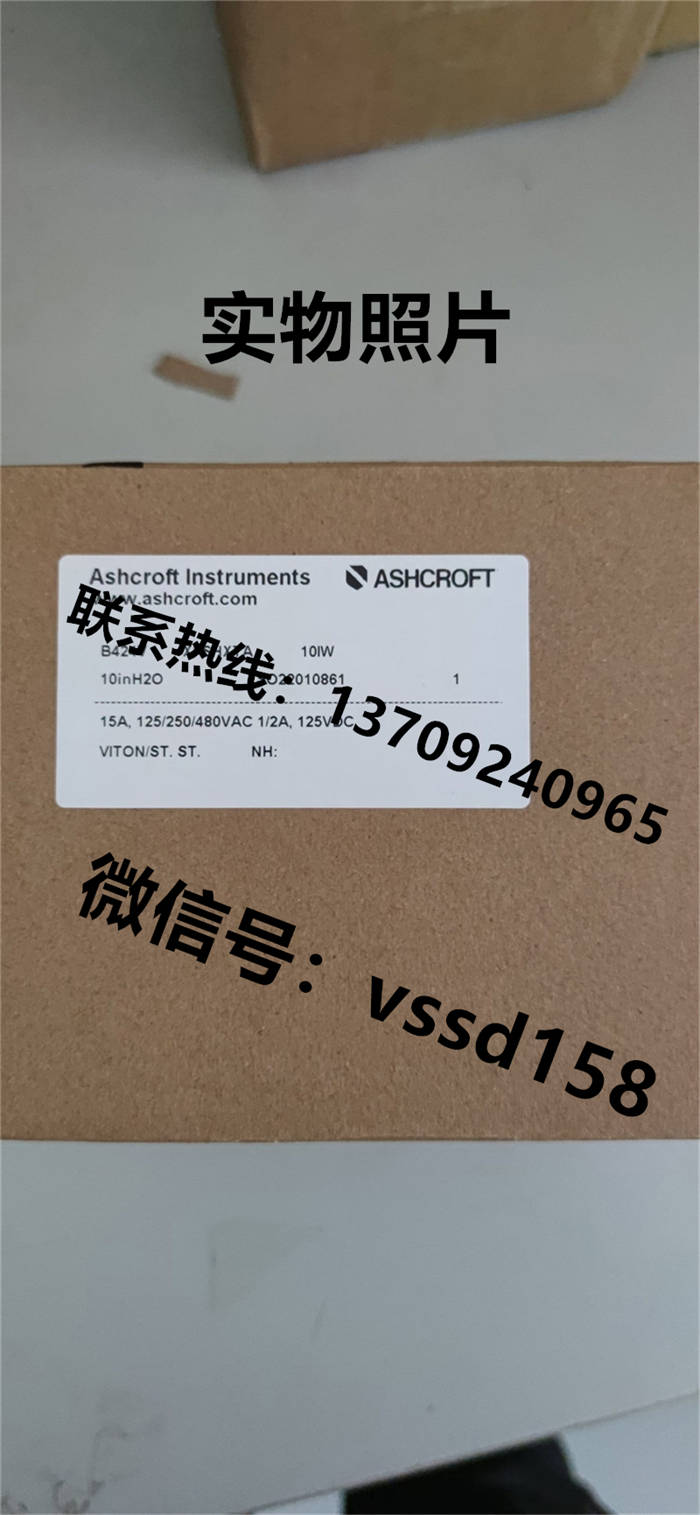 实物照片
Ashcroft Instruments
ASHCROFT
.ashcroft.com
联系热线：13709240965
10IW
10inH2O
22010861
1
15A, 125/250/480VAC 1/2A, 125VDC
VITON/ST. ST.
NH:
微信号：vssd158